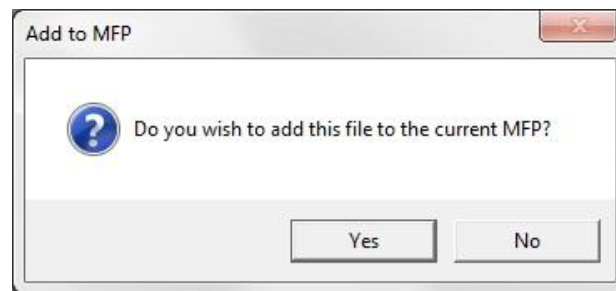 Add to MFP
Do you wish to add this file to the current MFP?
Yes No